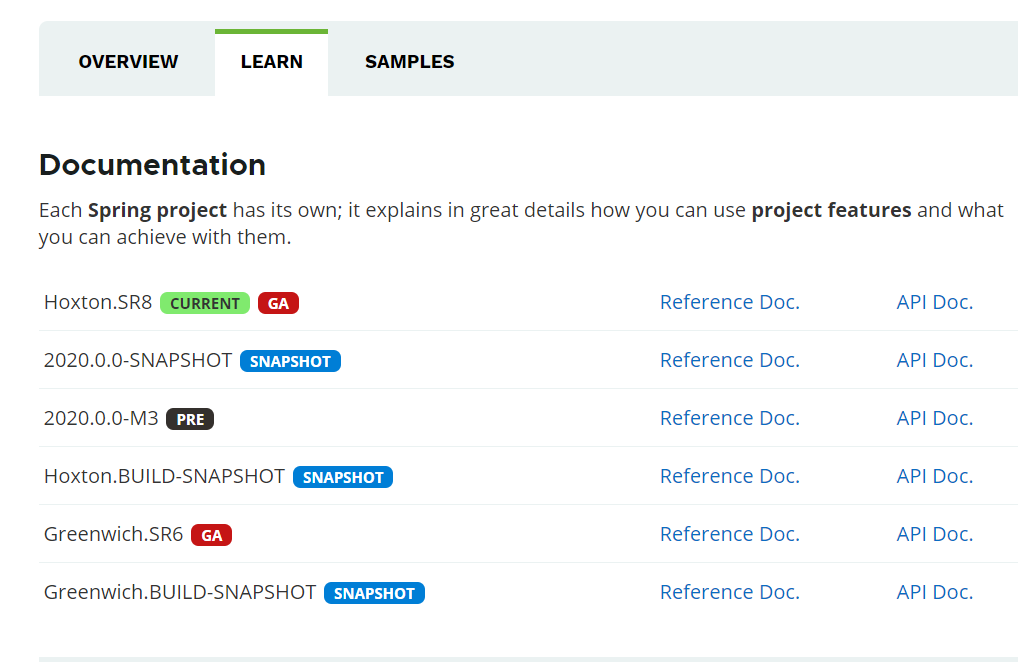 OVERVIEW LEARN SAMPLES
Documentation
Each Spring project has its own; it explains in great details how you can use project features and what
you can achieve with them.
Hoxton.SR8 CURRENT GA Reference Doc. API Doc.
2020.0.0-SNAPSHOT SNAPSHOT Reference Doc. API Doc.
2020.0.0-M3 PRE Reference Doc. API Doc.
Hoxton.BUILD-SNAPSHOT SNAPSHOT Reference Doc. API Doc.
Greenwich.SR6 GA Reference Doc. API Doc.
Greenwich.BUILD-SNAPSHOT SNAPSHOT Reference Doc. API Doc.